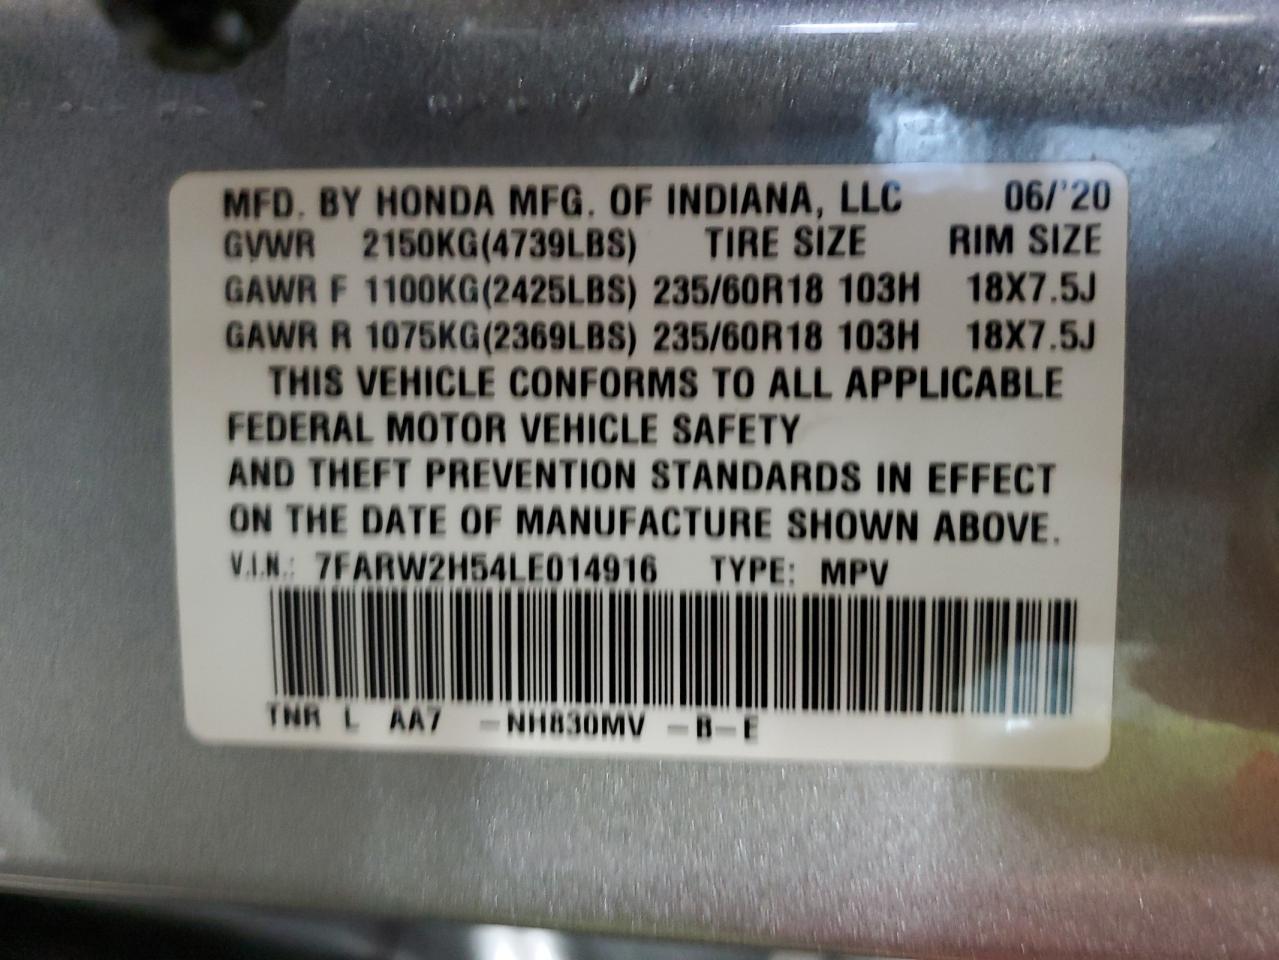 MFD. BY HONDA MFG. OF INDIANA, LLC 06/'20
GVWR 2150KG(4739LBS) TIRE SIZE RIM SIZE
GAWR F 1100KG(2425LBS) 235/60R18 103H 18X7.5J
GAWR R 1075KG(2369LBS) 235/60R18 103H 18X7.5J
THIS VEHICLE CONFORMS TO ALL APPLICABLE
FEDERAL MOTOR VEHICLE SAFETY
AND THEFT PREVENTION STANDARDS IN EFFECT
ON THE DATE OF MANUFACTURE SHOWN ABOVE.
V.I.N.: 7FARW2H54LE014916 TYPE: MPV
TNR L AA7 -NH830MV -B-E